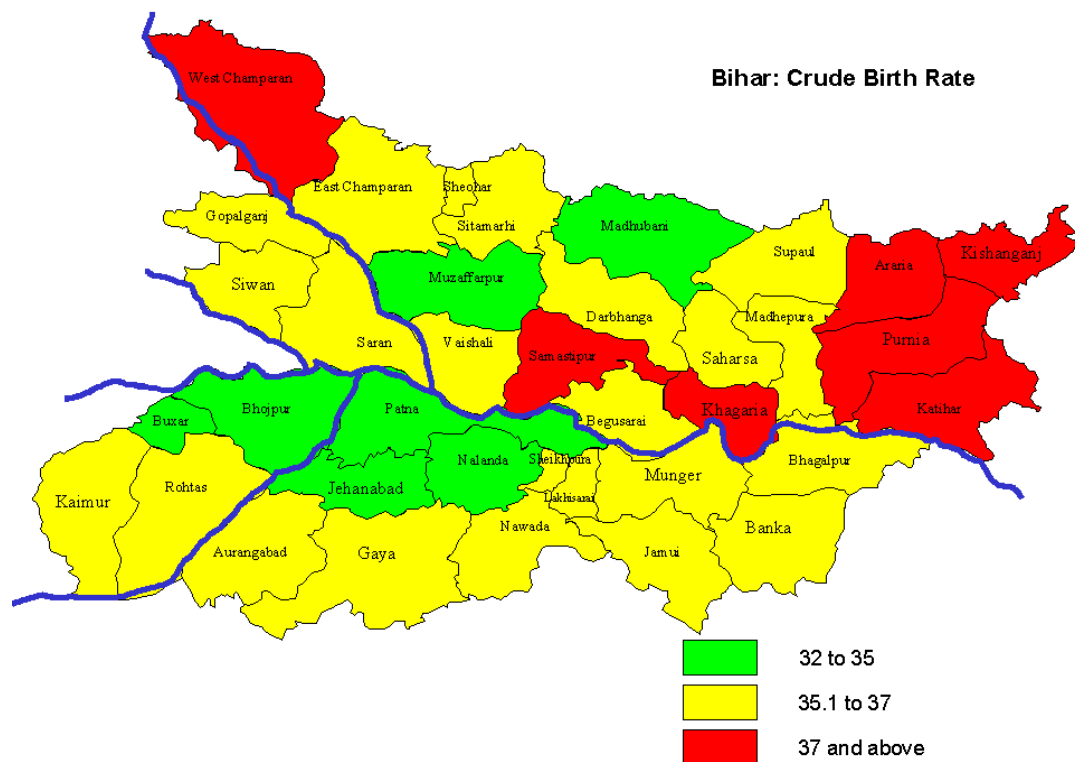 West Champaran
Bihar: Crude Birth Rate
East Champaran
Sheohar
Gopalganj
Sitamarhi
Madhubani
Supaul
Araria
Kishanganj
Siwan
Muzaffarpur
Darbhanga
Madhepura
Saran
Vaishali
Samastipur
Saharsa
Purnia
Buxar
Bhojpur
Patna
Begusarai
Khagaria
Katihar
Kaimur
Rohtas
Jehanabad
Nalanda
Sheikhpura
Munger
Bhagalpur
Lakhisarai
Aurangabad
Gaya
Nawada
Jamui
Banka
32 to 35
35.1 to 37
37 and above